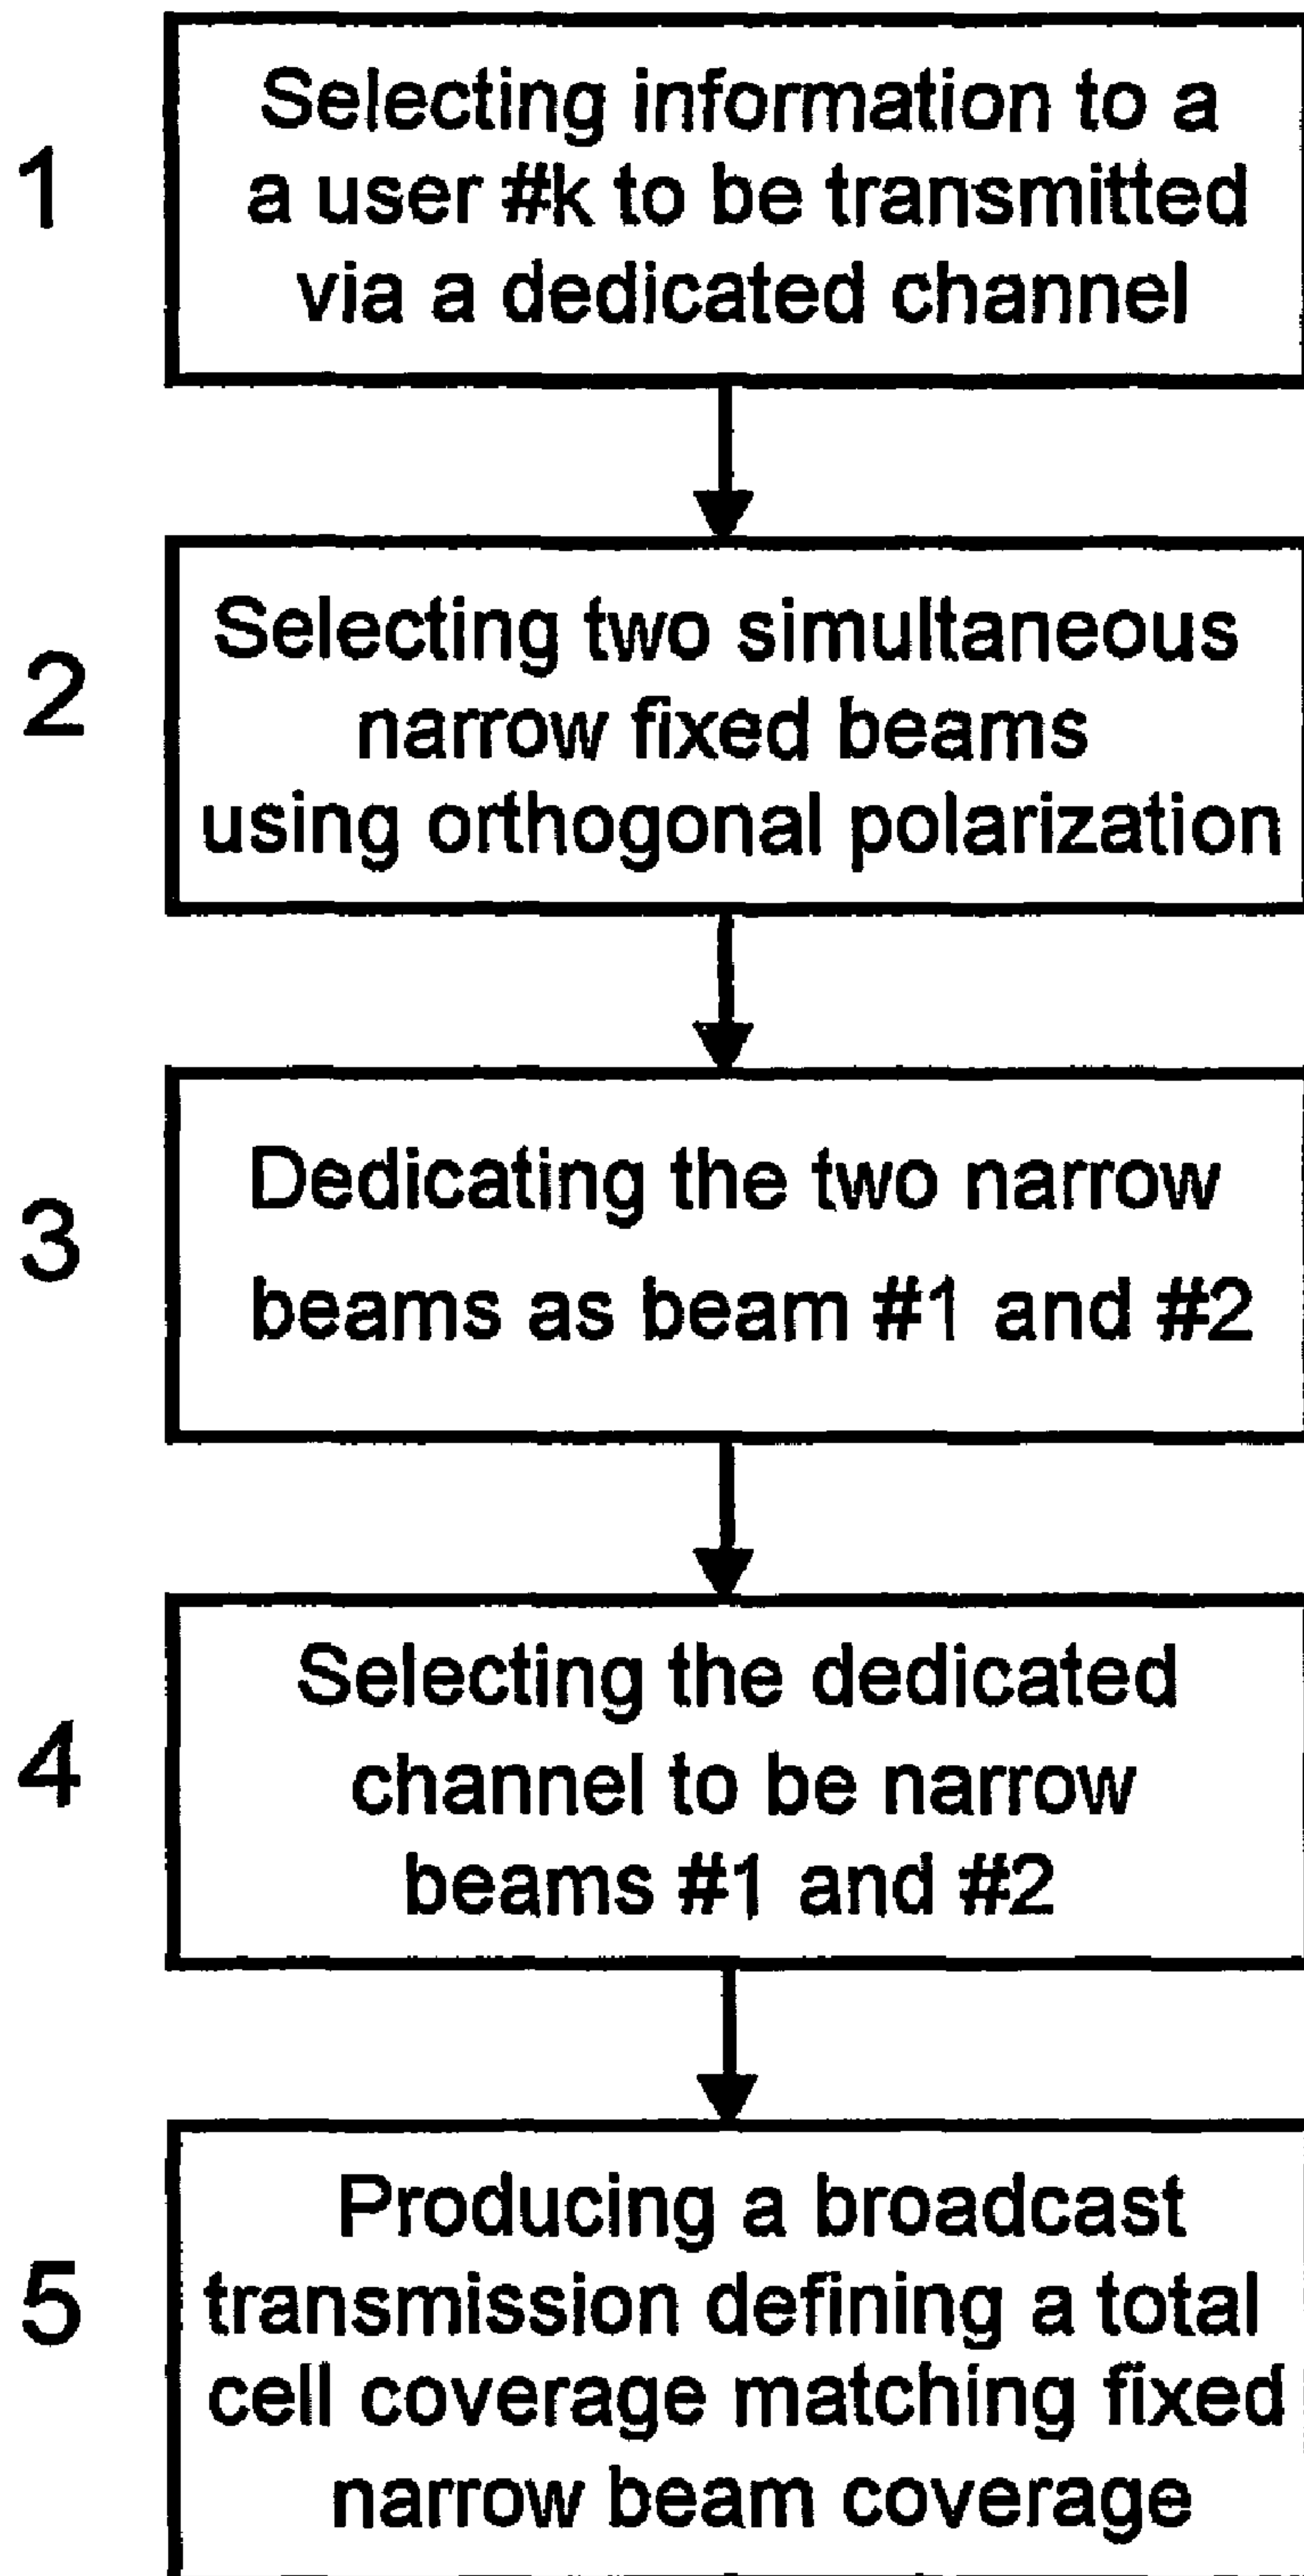 1
Selecting information to a
a user #k to be transmitted
via a dedicated channel
2
Selecting two simultaneous
narrow fixed beams
using orthogonal polarization
3
Dedicating the two narrow
beams as beam #1 and #2
4
Selecting the dedicated
channel to be narrow
beams #1 and #2
5
Producing a broadcast
transmission defining a total
cell coverage matching fixed
narrow beam coverage